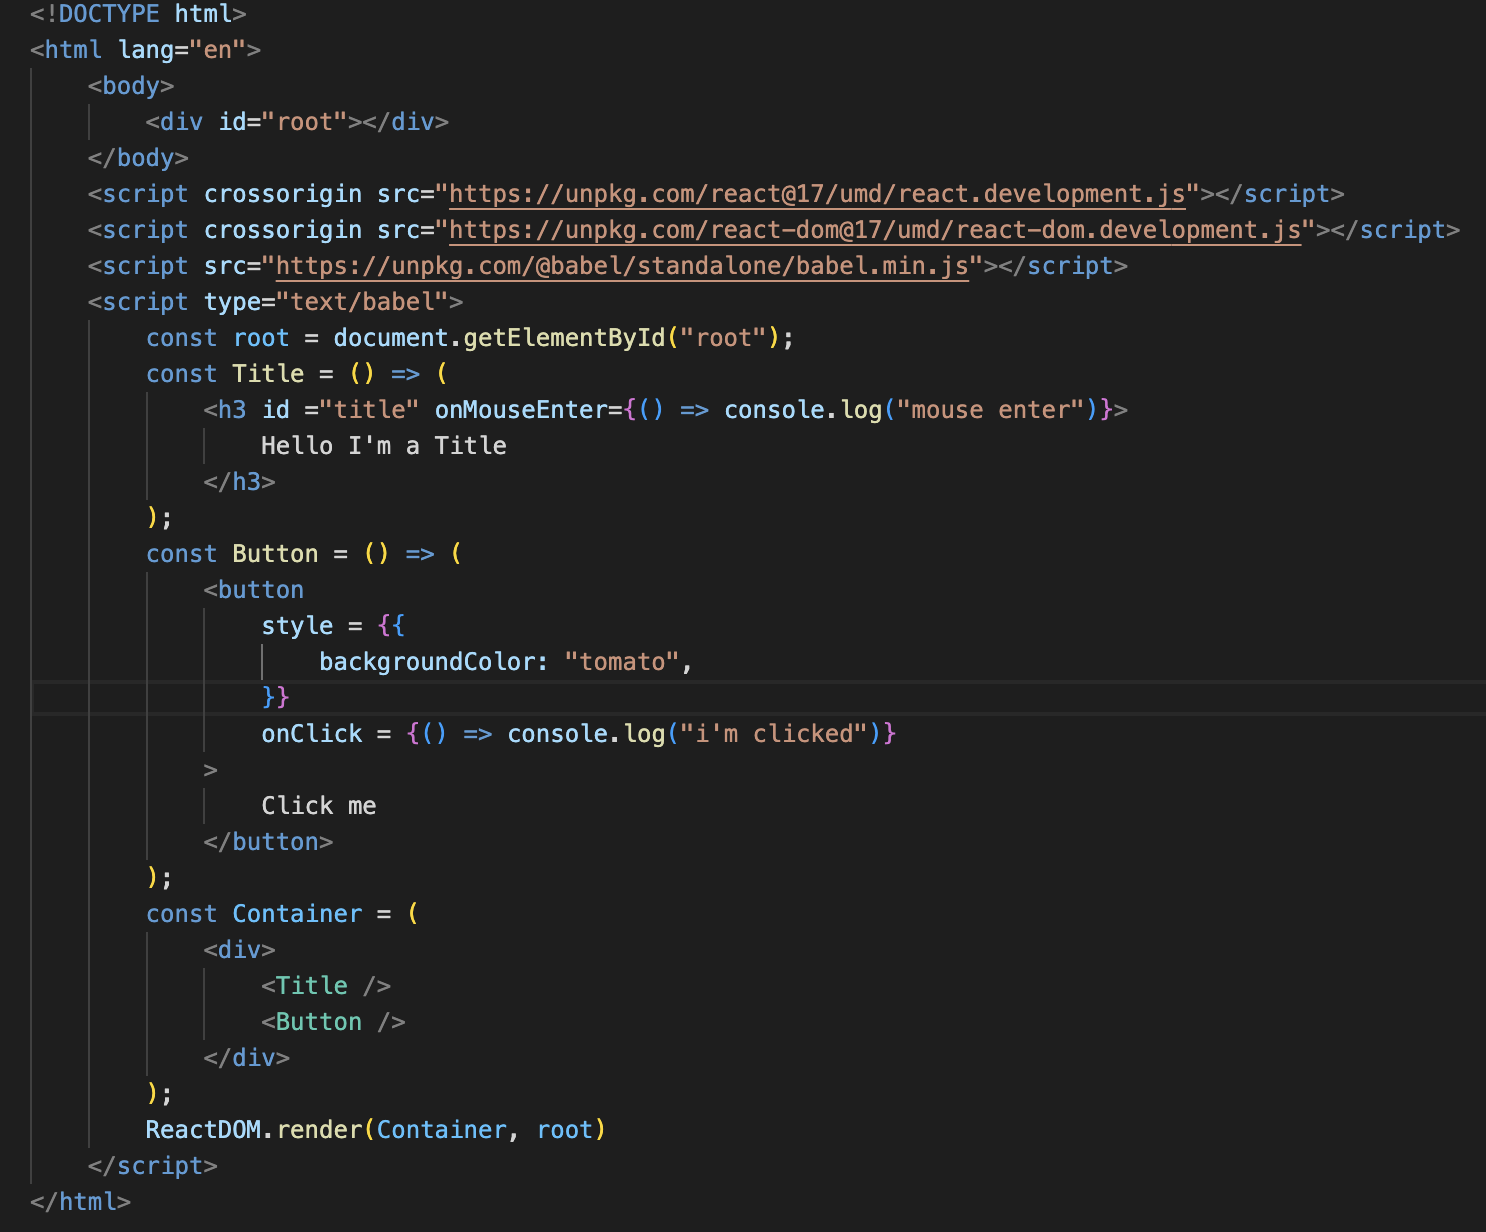 <!DOCTYPE html>
<html lang="en">
    <body>
        <div id="root"></div>
    </body>
    <script crossorigin src="https://unpkg.com/react@17/umd/react.development.js"></script>
    <script crossorigin src="https://unpkg.com/react-dom@17/umd/react-dom.development.js"></script>
    <script src="https://unpkg.com/@babel/standalone/babel.min.js"></script>
    <script type="text/babel">
        const root = document.getElementById("root");
        const Title = () => (
            <h3 id ="title" onMouseEnter={() => console.log("mouse enter")}>
                Hello I'm a Title
            </h3>
        );
        const Button = () => (
            <button
                style = {{
                    backgroundColor: "tomato",
                }}
                onClick = {() => console.log("i'm clicked")}
            >
                Click me
            </button>
        );
        const Container = (
            <div>
                <Title />
                <Button />
            </div>
        );
        ReactDOM.render(Container, root)
    </script>
</html>